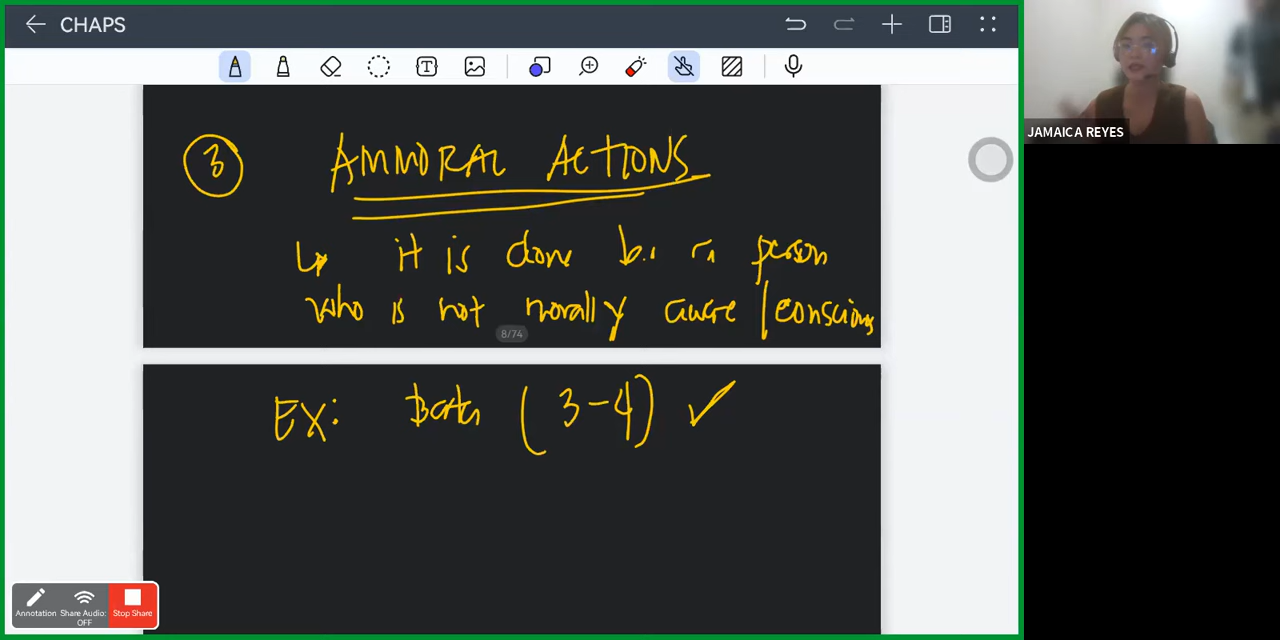 CHAPS
JAMAICA REYES
3 AMMORAL ACTIONS
↳ it is done by a person
who is not morally aware / conscious
8/74
EX: Bata (3-4) ✓
Annotation Share Audio: OFF Stop Share